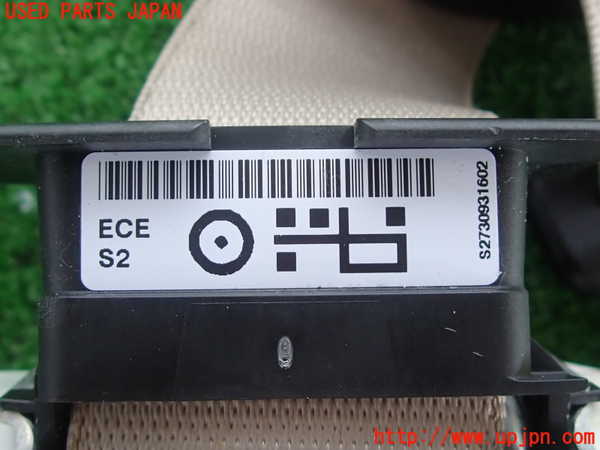 USED PARTS JAPAN
ECE
S2
S2730931602
http://www.upjpn.com/